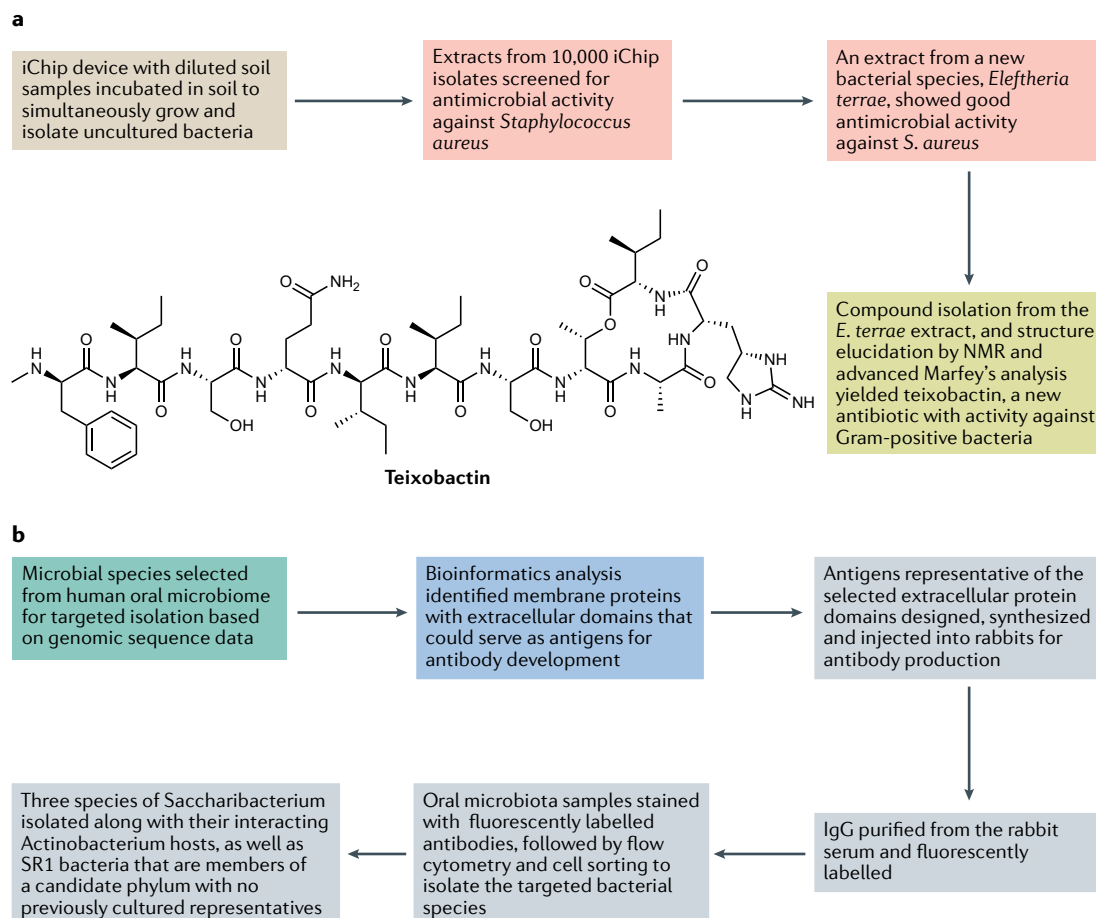 a
iChip device with diluted soil
samples incubated in soil to
simultaneously grow and
isolate uncultured bacteria
Extracts from 10,000 iChip
isolates screened for
antimicrobial activity
against Staphylococcus
aureus
An extract from a new
bacterial species, Eleftheria
terrae, showed good
antimicrobial activity
against S. aureus
Compound isolation from the
E. terrae extract, and structure
elucidation by NMR and
advanced Marfey's analysis
yielded teixobactin, a new
antibiotic with activity against
Gram-positive bacteria
H
N
O
N
H
O
H
N
OH
O
N
H
O
NH₂
O
H
N
O
N
H
O
H
N
OH
O
N
H
O
O
O
N
H
O
HN
O
H
N
NH
N
H
NH
Teixobactin
b
Microbial species selected
from human oral microbiome
for targeted isolation based
on genomic sequence data
Bioinformatics analysis
identified membrane proteins
with extracellular domains that
could serve as antigens for
antibody development
Antigens representative of the
selected extracellular protein
domains designed, synthesized
and injected into rabbits for
antibody production
IgG purified from the rabbit
serum and fluorescently
labelled
Oral microbiota samples stained
with fluorescently labelled
antibodies, followed by flow
cytometry and cell sorting to
isolate the targeted bacterial
species
Three species of Saccharibacterium
isolated along with their interacting
Actinobacterium hosts, as well as
SR1 bacteria that are members of
a candidate phylum with no
previously cultured representatives